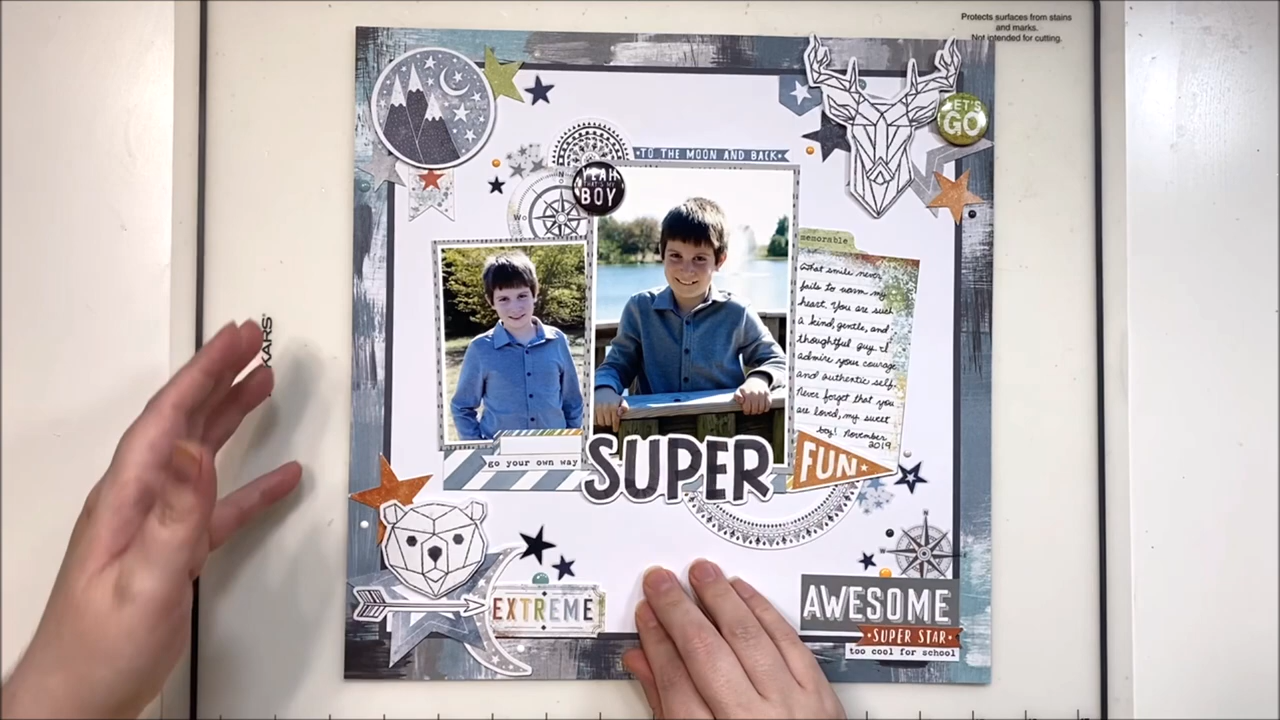 Protects surfaces from stains
and marks.
Not intended for cutting.
LET'S
GO
TO THE MOON AND BACK
YEAH
THAT'S MY
BOY
N
W
memorable
What smile never
fails to warm my
heart. You are such
a kind, gentle, and
thoughtful guy. I
admire your courage
and authentic self.
Never forget that you
are loved, my sweet
boy! November
2019
KARS
go your own way
SUPER
FUN
EXTREME
AWESOME
SUPER STAR
too cool for school